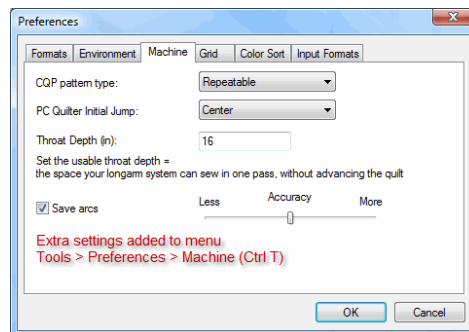 Preferences
Formats Environment Machine Grid Color Sort Input Formats
CQP pattern type: Repeatable
PC Quilter Initial Jump: Center
Throat Depth (in): 16
Set the usable throat depth =
the space your longarm system can sew in one pass, without advancing the quilt
Save arcs Less Accuracy More
Extra settings added to menu
Tools > Preferences > Machine (Ctrl T)
OK Cancel